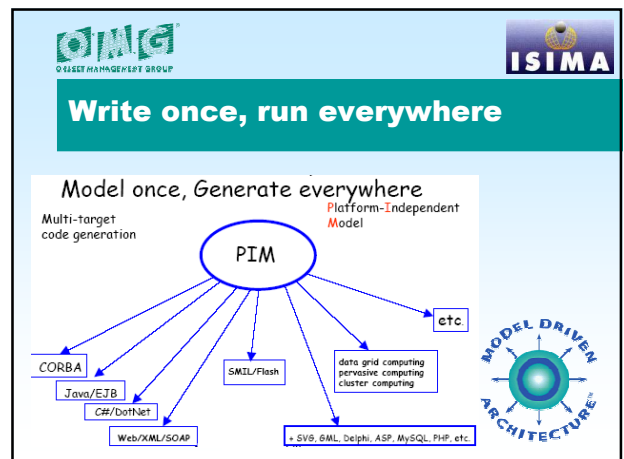 OMG
OBJECT MANAGEMENT GROUP
ISIMA
Write once, run everywhere
Model once, Generate everywhere
Multi-target
code generation
Platform-Independent
Model
PIM
etc.
CORBA
Java/EJB
C#/DotNet
Web/XML/SOAP
SMIL/Flash
data grid computing
pervasive computing
cluster computing
+ SVG, GML, Delphi, ASP, MySQL, PHP, etc.
MODEL DRIVEN
ARCHITECTURE™